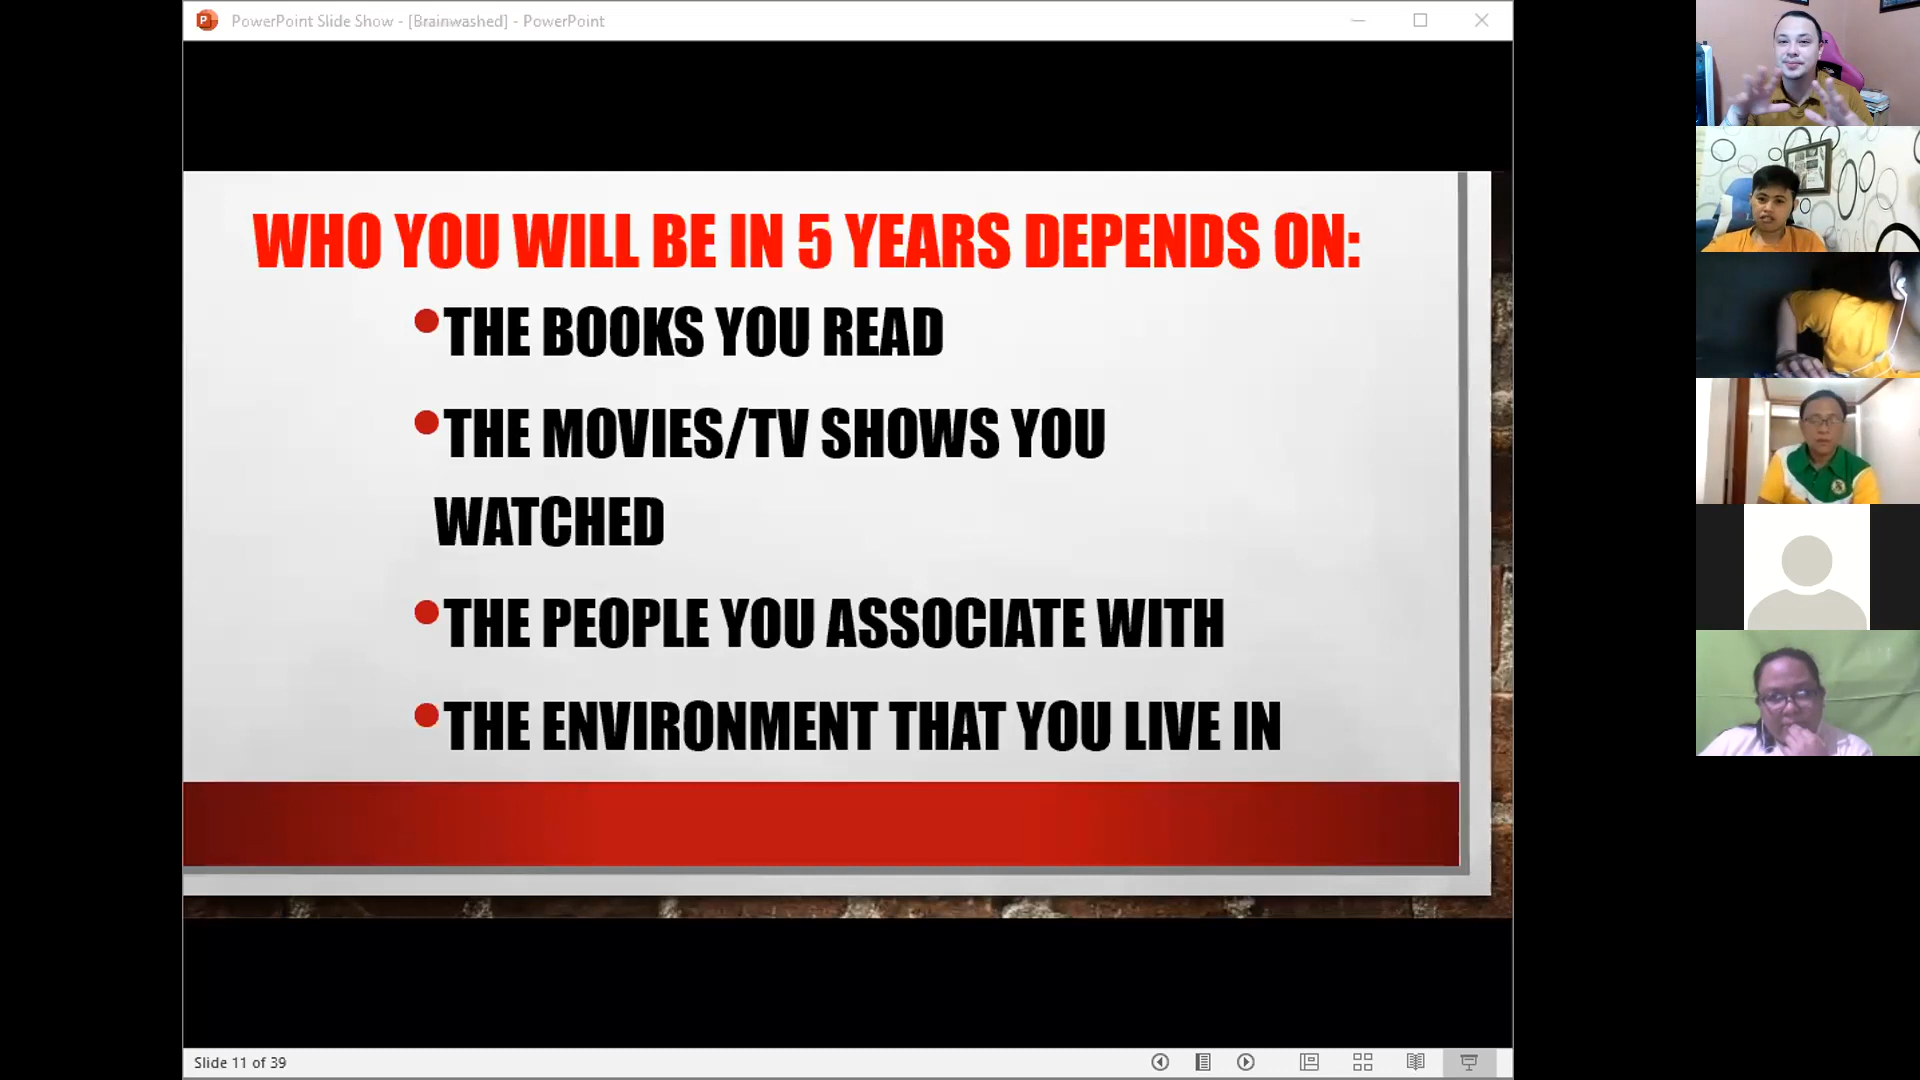 PowerPoint Slide Show - [Brainwashed] - PowerPoint
WHO YOU WILL BE IN 5 YEARS DEPENDS ON:
•THE BOOKS YOU READ
•THE MOVIES/TV SHOWS YOU
WATCHED
•THE PEOPLE YOU ASSOCIATE WITH
•THE ENVIRONMENT THAT YOU LIVE IN
Slide 11 of 39